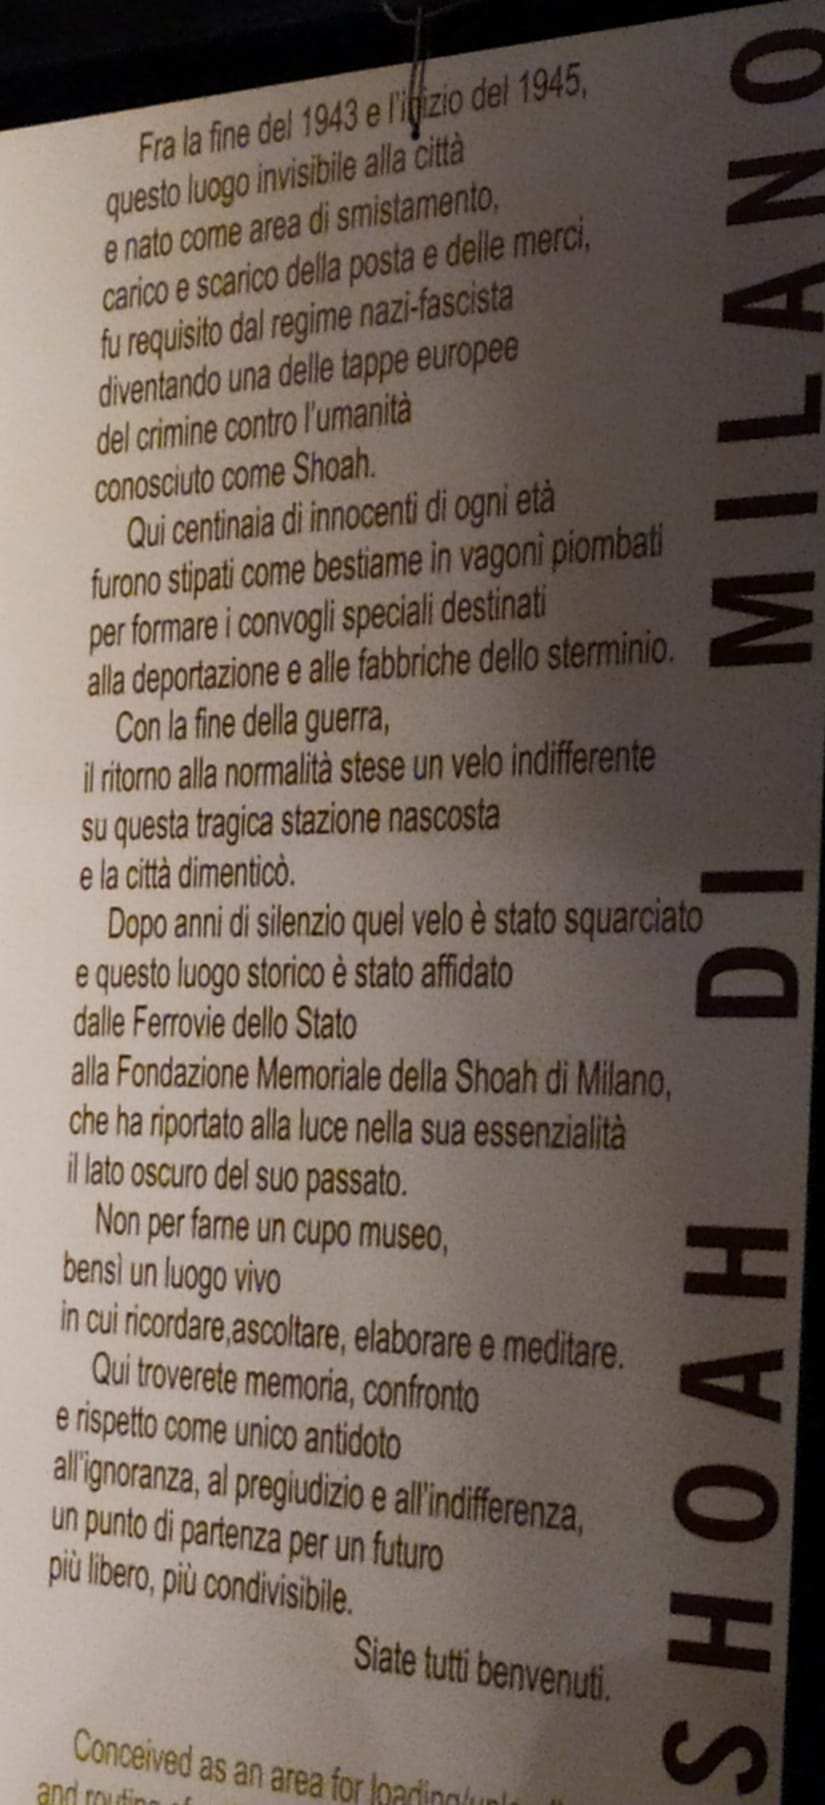 Fra la fine del 1943 e l'inizio del 1945,
questo luogo invisibile alla città
e nato come area di smistamento,
carico e scarico della posta e delle merci,
fu requisito dal regime nazi-fascista
diventando una delle tappe europee
del crimine contro l'umanità
conosciuto come Shoah.
Qui centinaia di innocenti di ogni età
furono stipati come bestiame in vagoni piombati
per formare i convogli speciali destinati
alla deportazione e alle fabbriche dello sterminio.
Con la fine della guerra,
il ritorno alla normalità stese un velo indifferente
su questa tragica stazione nascosta
e la città dimenticò.
Dopo anni di silenzio quel velo è stato squarciato
e questo luogo storico è stato affidato
dalle Ferrovie dello Stato
alla Fondazione Memoriale della Shoah di Milano,
che ha riportato alla luce nella sua essenzialità
il lato oscuro del suo passato.
Non per farne un cupo museo,
bensì un luogo vivo
in cui ricordare,ascoltare, elaborare e meditare.
Qui troverete memoria, confronto
e rispetto come unico antidoto
all'ignoranza, al pregiudizio e all'indifferenza,
un punto di partenza per un futuro
più libero, più condivisibile.
Siate tutti benvenuti.
Conceived as an area for
and
SHOAH DI MILANO